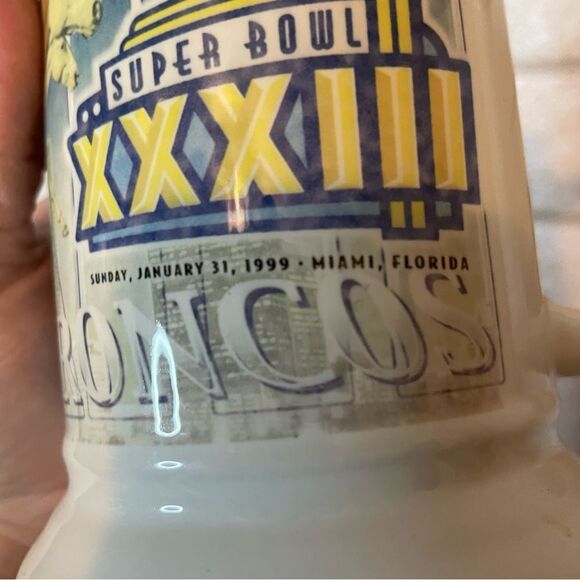 SUPER BOWL
XXXIII
SUNDAY, JANUARY 31, 1999 · MIAMI, FLORIDA
RONCOS